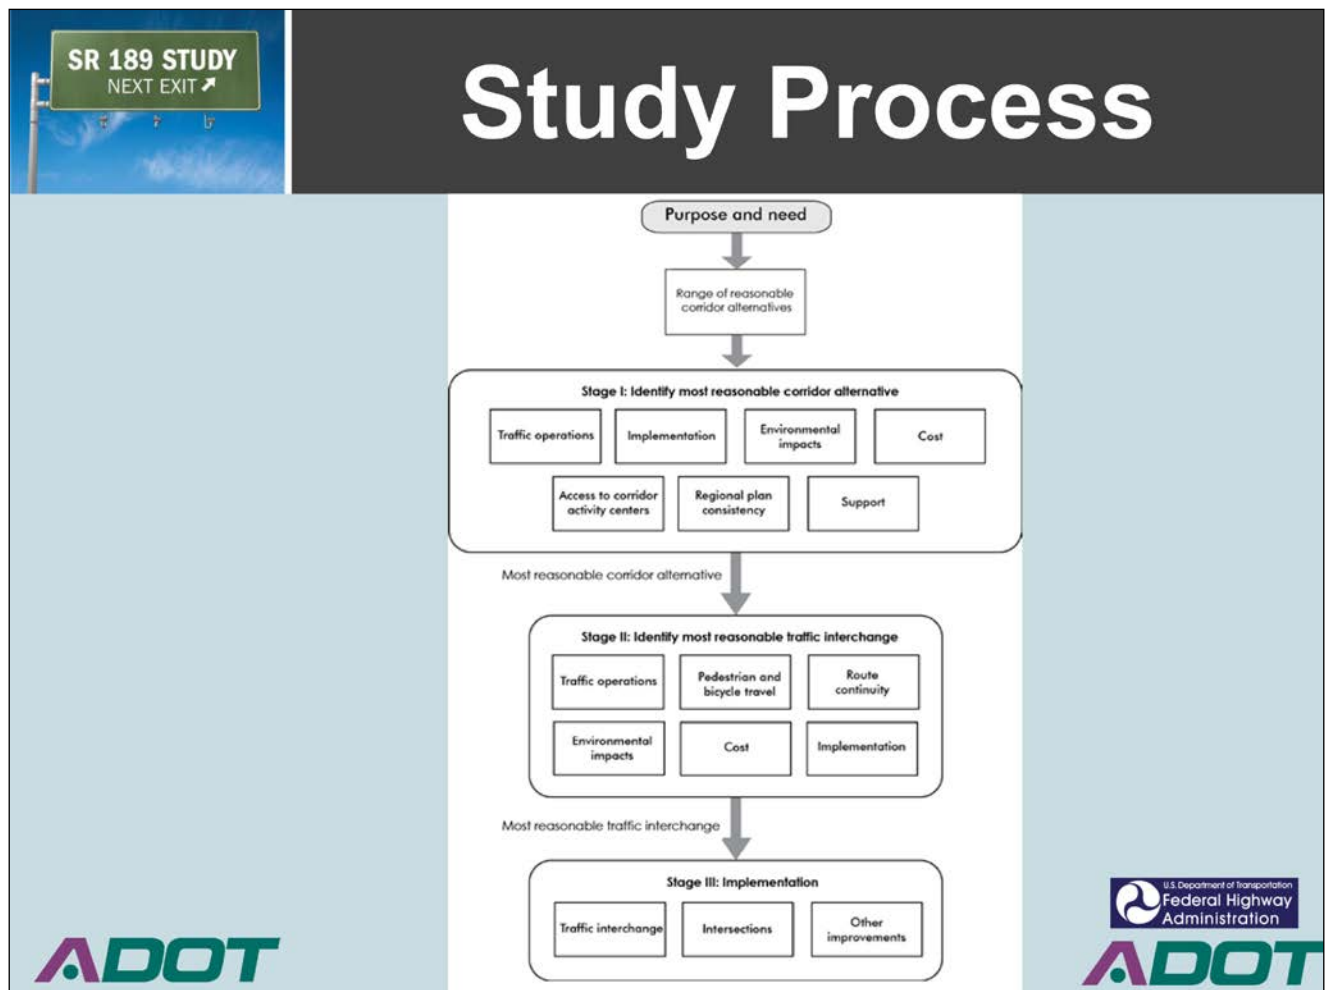 SR 189 STUDY
NEXT EXIT
Study Process
Purpose and need
Range of reasonable
corridor alternatives
Stage I: Identify most reasonable corridor alternative
Traffic operations
Implementation
Environmental
impacts
Cost
Access to corridor
activity centers
Regional plan
consistency
Support
Most reasonable corridor alternative
Stage II: Identify most reasonable traffic interchange
Traffic operations
Pedestrian and
bicycle travel
Route
continuity
Environmental
impacts
Cost
Implementation
Most reasonable traffic interchange
Stage III: Implementation
Traffic interchange
Intersections
Other
improvements
ADOT
U.S. Department of Transportation
Federal Highway
Administration
ADOT